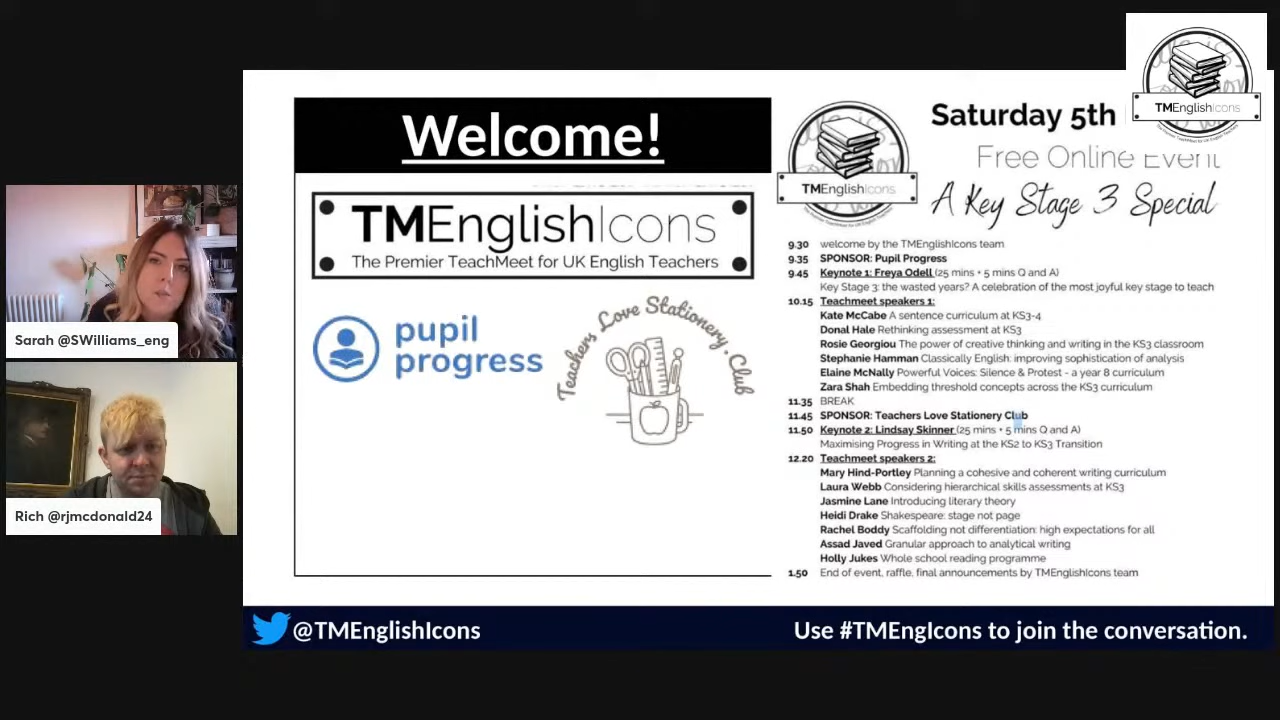 Welcome!
TMEnglishIcons
The Premier TeachMeet for UK English Teachers
pupil
progress
Teachers Love Stationery.Club
TMEnglishIcons
Saturday 5th
Free Online Event
A Key Stage 3 Special
9.30 welcome by the TMEnglishIcons team
9.35 SPONSOR: Pupil Progress
9.45 Keynote 1: Freya Odell (25 mins + 5 mins Q and A)
Key Stage 3: the wasted years? A celebration of the most joyful key stage to teach
10.15 Teachmeet speakers 1:
Kate McCabe A sentence curriculum at KS3-4
Donal Hale Rethinking assessment at KS3
Rosie Georgiou The power of creative thinking and writing in the KS3 classroom
Stephanie Hamman Classically English: improving sophistication of analysis
Elaine McNally Powerful Voices: Silence & Protest - a year 8 curriculum
Zara Shah Embedding threshold concepts across the KS3 curriculum
11.35 BREAK
11.45 SPONSOR: Teachers Love Stationery Club
11.50 Keynote 2: Lindsay Skinner (25 mins + 5 mins Q and A)
Maximising Progress in Writing at the KS2 to KS3 Transition
12.20 Teachmeet speakers 2:
Mary Hind-Portley Planning a cohesive and coherent writing curriculum
Laura Webb Considering hierarchical skills assessments at KS3
Jasmine Lane Introducing literary theory
Heidi Drake Shakespeare: stage not page
Rachel Boddy Scaffolding not differentiation: high expectations for all
Assad Javed Granular approach to analytical writing
Holly Jukes Whole school reading programme
1.50 End of event, raffle, final announcements by TMEnglishIcons team
TMEnglishIcons
Sarah @SWilliams_eng
Rich @rjmcdonald24
@TMEnglishIcons
Use #TMEngIcons to join the conversation.